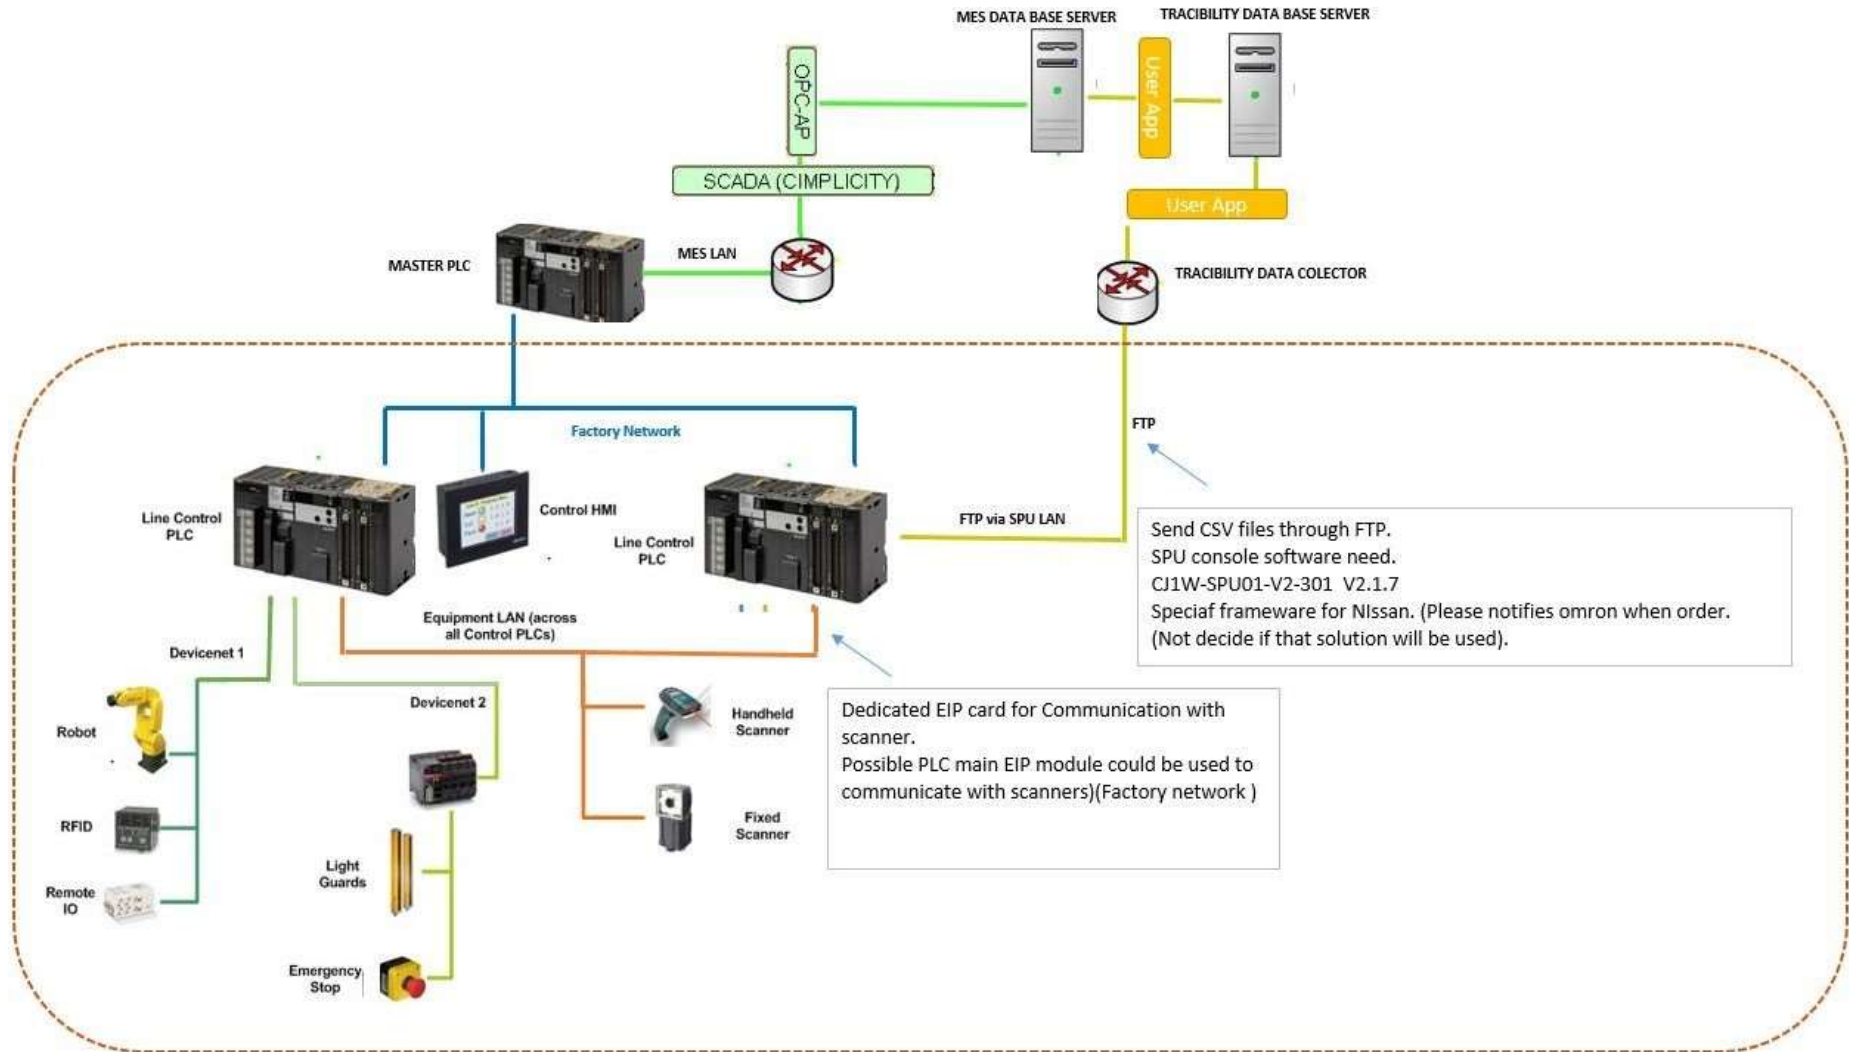 MES DATA BASE SERVER
TRACIBILITY DATA BASE SERVER
OPC-AP
User App
SCADA (CIMPLICITY)
User App
MASTER PLC
MES LAN
TRACIBILITY DATA COLECTOR
Factory Network
FTP
Line Control
PLC
Control HMI
Line Control
PLC
FTP via SPU LAN
Send CSV files through FTP.
SPU console software need.
CJ1W-SPU01-V2-301  V2.1.7
Speciaf frameware for NIssan. (Please notifies omron when order.
(Not decide if that solution will be used).
Equipment LAN (across
all Control PLCs)
Devicenet 1
Devicenet 2
Robot
Handheld
Scanner
Dedicated EIP card for Communication with
scanner.
Possible PLC main EIP module could be used to
communicate with scanners)(Factory network )
RFID
Fixed
Scanner
Light
Guards
Remote
IO
Emergency
Stop